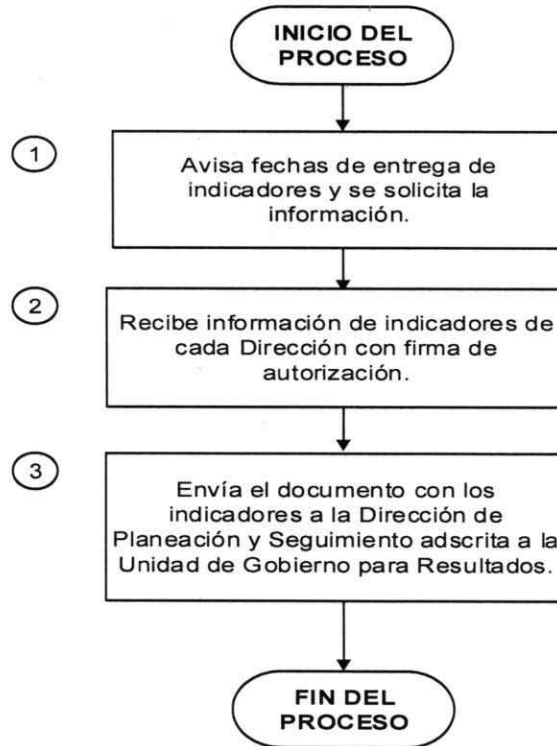 INICIO DEL
PROCESO
1
Avisa fechas de entrega de
indicadores y se solicita la
información.
2
Recibe información de indicadores de
cada Dirección con firma de
autorización.
3
Envía el documento con los
indicadores a la Dirección de
Planeación y Seguimiento adscrita a la
Unidad de Gobierno para Resultados.
FIN DEL
PROCESO